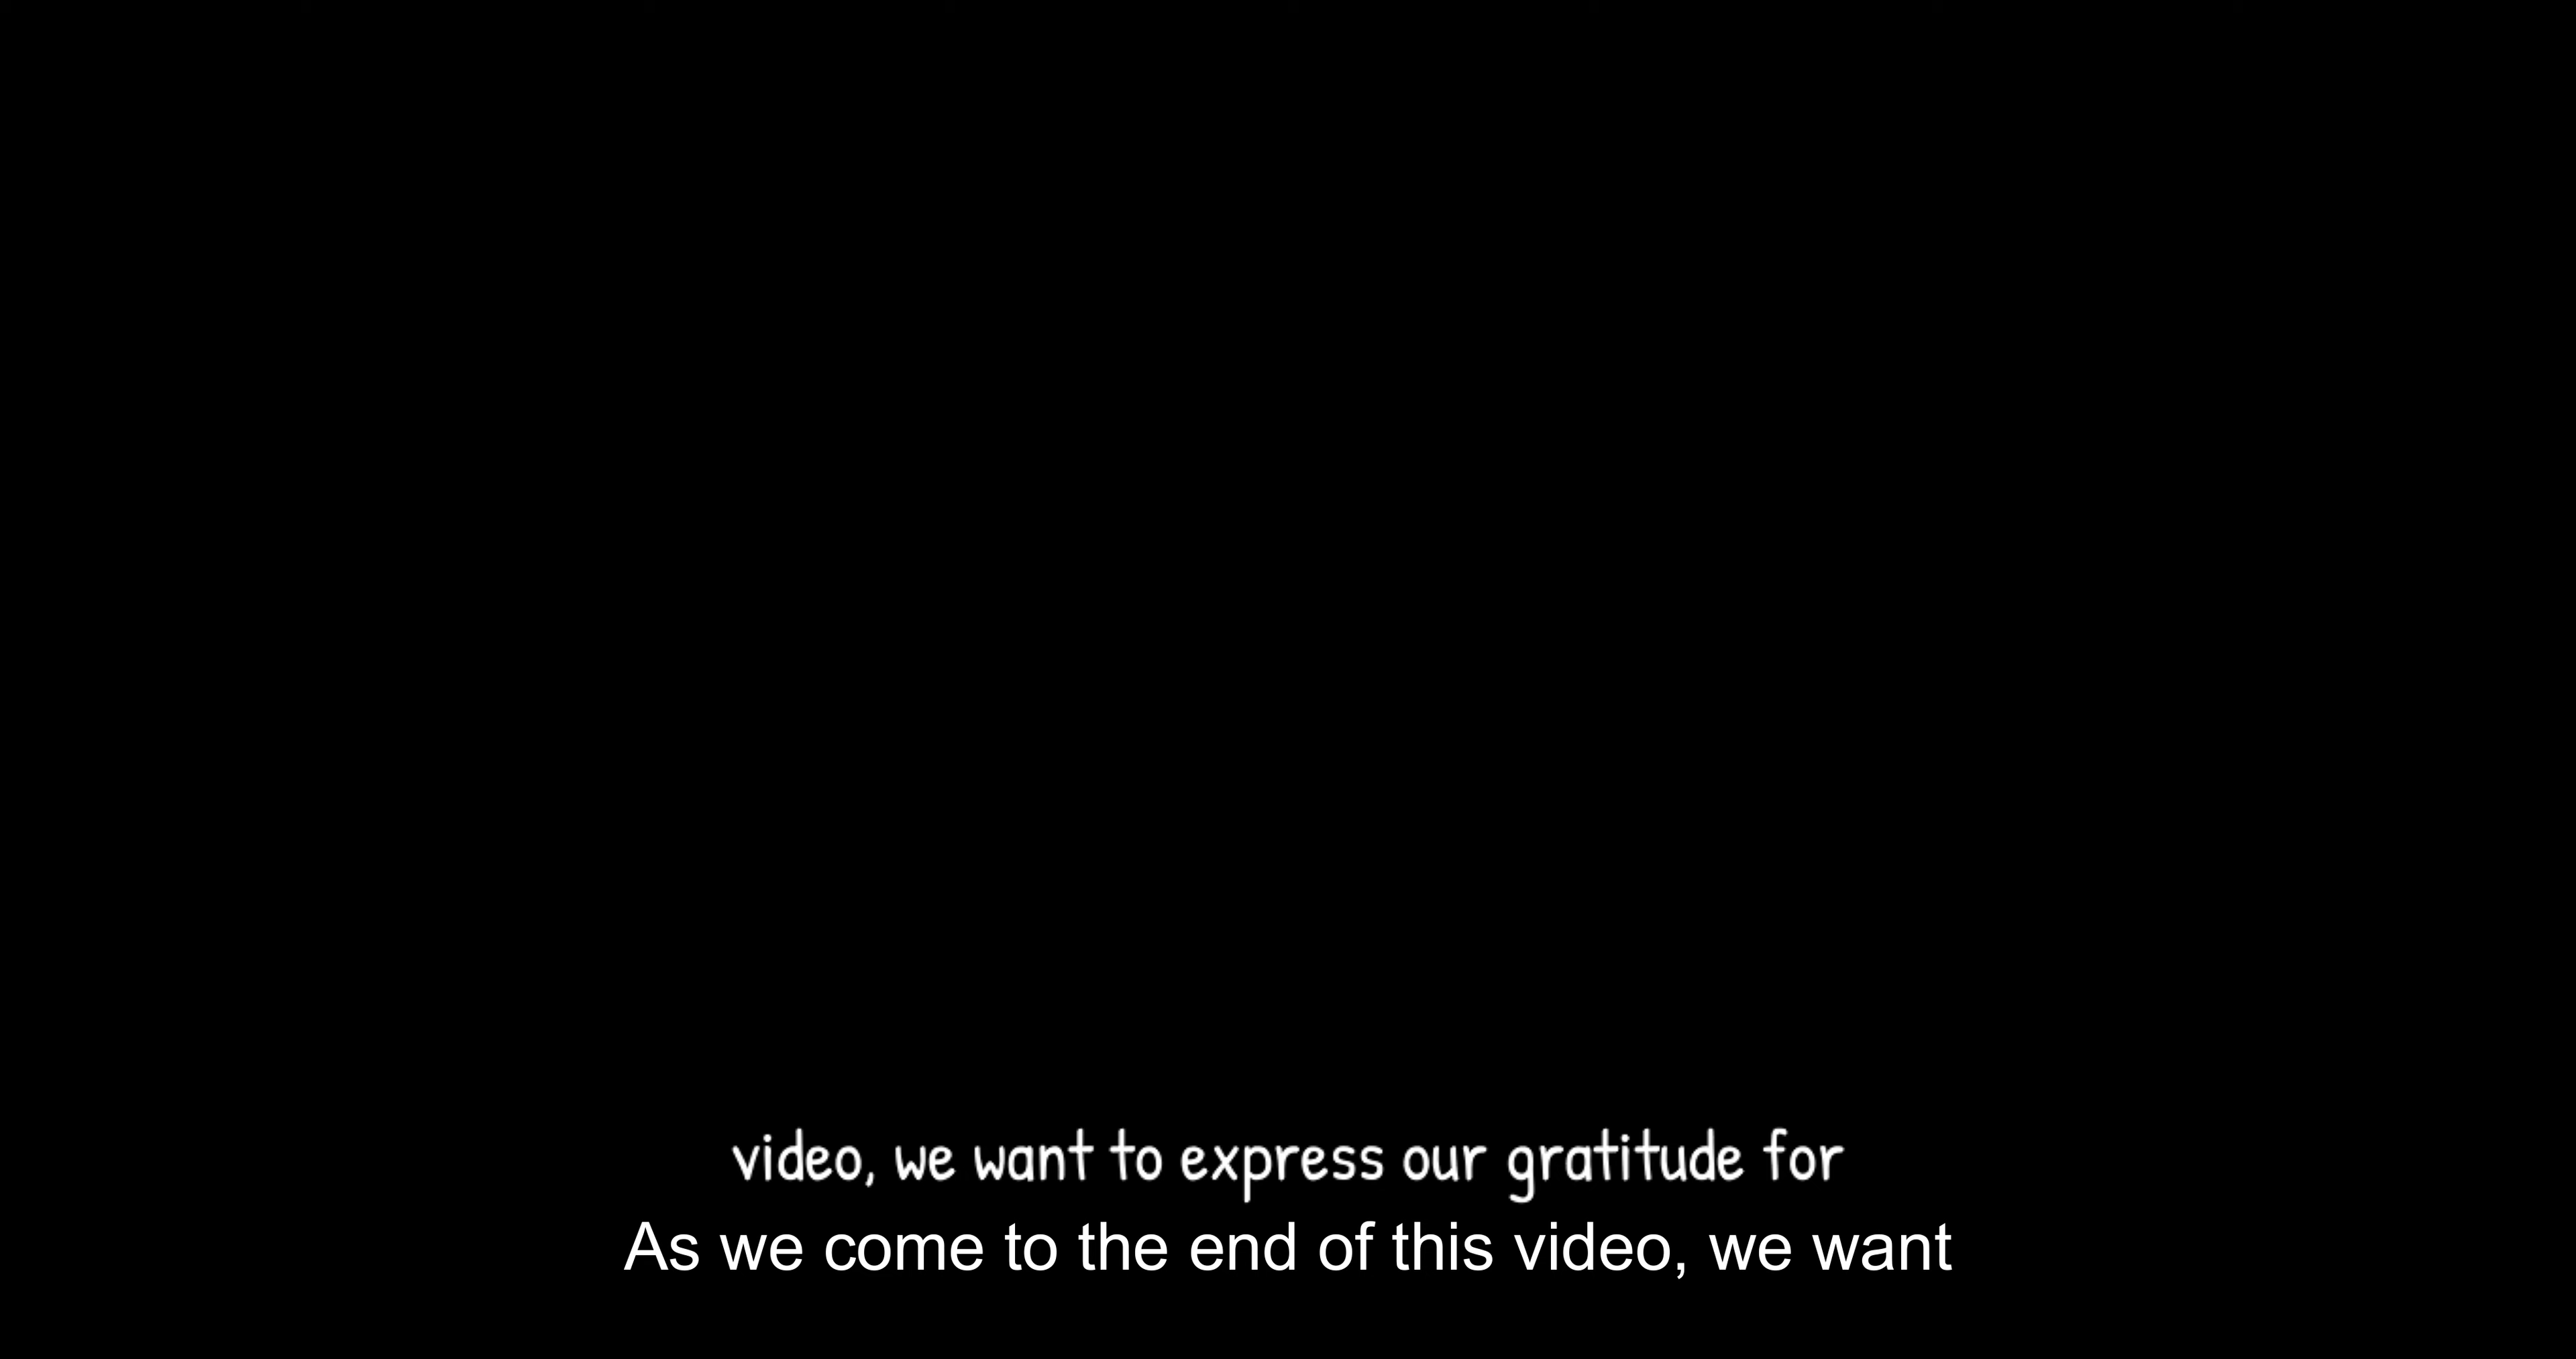 video, we want to express our gratitude for
As we come to the end of this video, we want